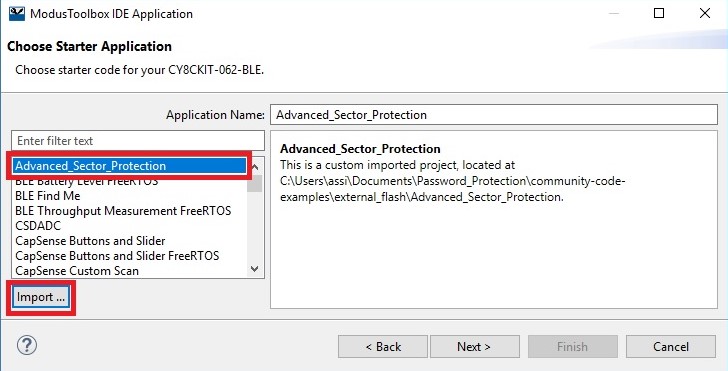 ModusToolbox IDE Application
Choose Starter Application
Choose starter code for your CY8CKIT-062-BLE.
Application Name:
Advanced_Sector_Protection
Enter filter text
Advanced_Sector_Protection
BLE Battery Level FreeRTOS
BLE Find Me
BLE Throughput Measurement FreeRTOS
CSDADC
CapSense Buttons and Slider
CapSense Buttons and Slider FreeRTOS
CapSense Custom Scan
Import ...
Advanced_Sector_Protection
This is a custom imported project, located at
C:\Users\assi\Documents\Password_Protection\community-code-
examples\external_flash\Advanced_Sector_Protection.
?
< Back
Next >
Finish
Cancel